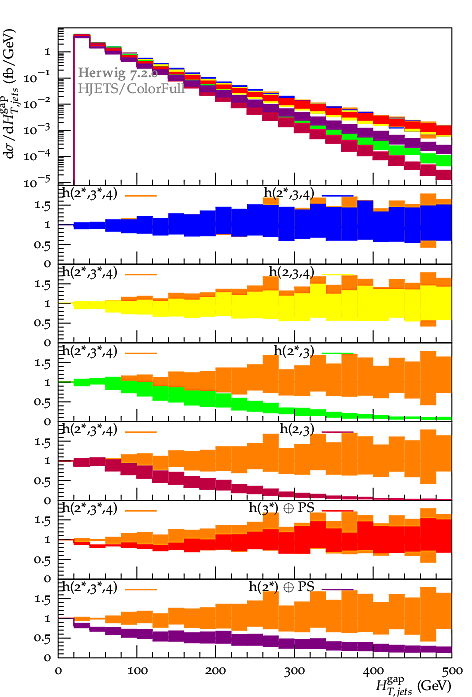 dσ/dH^gap_T,jets (fb/GeV)
1
10^−1
10^−2
10^−3
10^−4
10^−5
Herwig 7.2.0
HJETS/ColorFull
h(2*,3*,4) h(2*,3,4)
1.5
1
0.5
0
h(2*,3*,4) h(2,3,4)
1.5
1
0.5
0
h(2*,3*,4) h(2*,3)
1.5
1
0.5
0
h(2*,3*,4) h(2,3)
1.5
1
0.5
0
h(2*,3*,4) h(3*) ⊕ PS
1.5
1
0.5
0
h(2*,3*,4) h(2*) ⊕ PS
1.5
1
0.5
0
0 100 200 300 400 500
H^gap_T,jets (GeV)